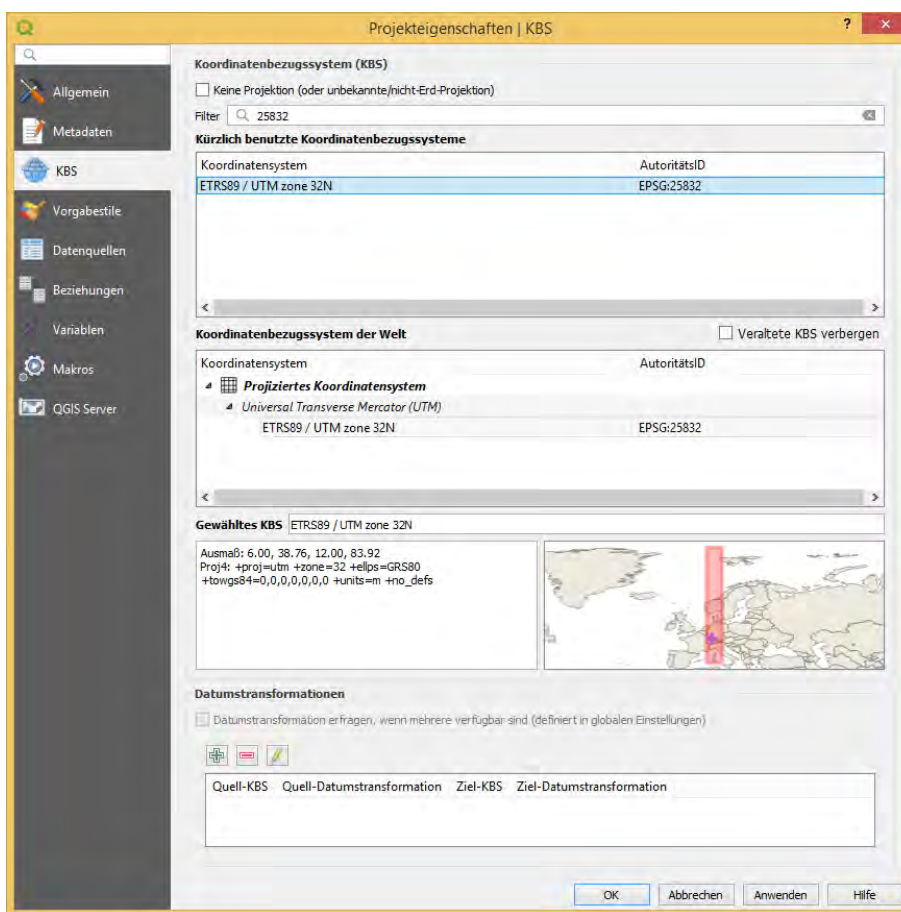 Projekteigenschaften | KBS
?
Allgemein
Metadaten
KBS
Vorgabestile
Datenquellen
Beziehungen
Variablen
Makros
QGIS Server
Koordinatenbezugssystem (KBS)
Keine Projektion (oder unbekannte/nicht-Erd-Projektion)
Filter 25832
Kürzlich benutzte Koordinatenbezugssysteme
Koordinatensystem AutoritätsID
ETRS89 / UTM zone 32N EPSG:25832
Koordinatenbezugssystem der Welt Veraltete KBS verbergen
Koordinatensystem AutoritätsID
Projiziertes Koordinatensystem
Universal Transverse Mercator (UTM)
ETRS89 / UTM zone 32N EPSG:25832
Gewähltes KBS ETRS89 / UTM zone 32N
Ausmaß: 6.00, 38.76, 12.00, 83.92
Proj4: +proj=utm +zone=32 +ellps=GRS80
+towgs84=0,0,0,0,0,0,0 +units=m +no_defs
Datumstransformationen
Datumstransformation erfragen, wenn mehrere verfügbar sind (definiert in globalen Einstellungen)
Quell-KBS Quell-Datumstransformation Ziel-KBS Ziel-Datumstransformation
OK Abbrechen Anwenden Hilfe